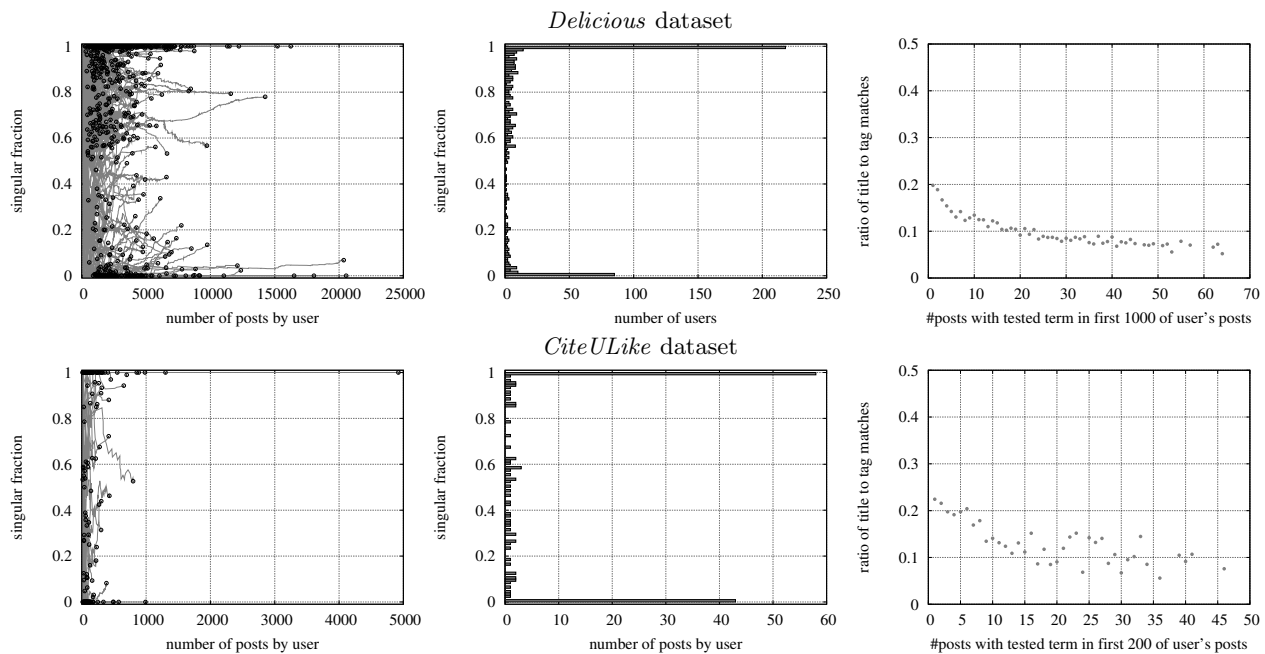 Delicious dataset
singular fraction
1
0.8
0.6
0.4
0.2
0
0 5000 10000 15000 20000 25000
number of posts by user
singular fraction
1
0.8
0.6
0.4
0.2
0
0 50 100 150 200 250
number of users
ratio of title to tag matches
0.5
0.4
0.3
0.2
0.1
0
0 10 20 30 40 50 60 70
#posts with tested term in first 1000 of user's posts
CiteULike dataset
singular fraction
1
0.8
0.6
0.4
0.2
0
0 1000 2000 3000 4000 5000
number of posts by user
singular fraction
1
0.8
0.6
0.4
0.2
0
0 10 20 30 40 50 60
number of posts by user
ratio of title to tag matches
0.5
0.4
0.3
0.2
0.1
0
0 5 10 15 20 25 30 35 40 45 50
#posts with tested term in first 200 of user's posts